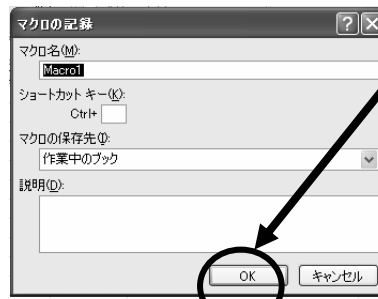 マクロの記録
マクロ名(M):
Macro1
ショートカット キー(K):
Ctrl+
マクロの保存先(I):
作業中のブック
説明(D):
OK キャンセル